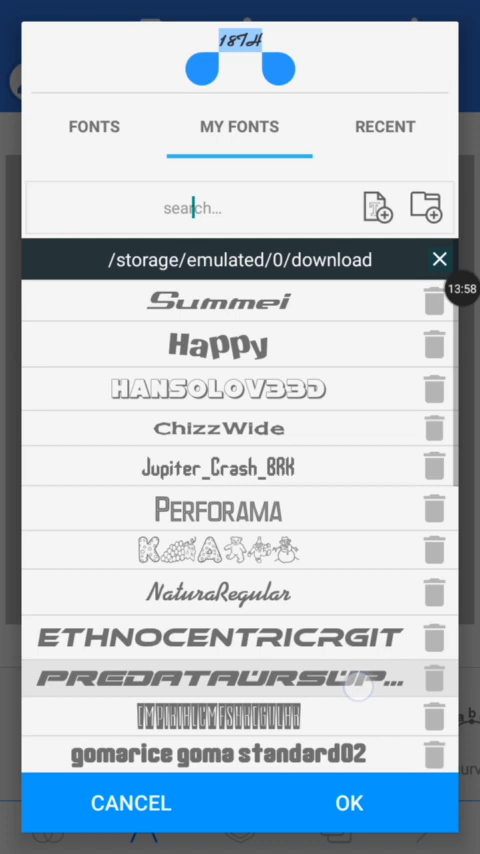 187H
FONTS MY FONTS RECENT
search...
/storage/emulated/0/download
13:58
Summei
Happy
HANSOLOV33D
ChizzWide
Jupiter_Crash_BRK
PERFORAMA
NaturaRegular
ETHNOCENTRICRGIT
PREDATAURSUP...
gomarice goma standard02
CANCEL OK